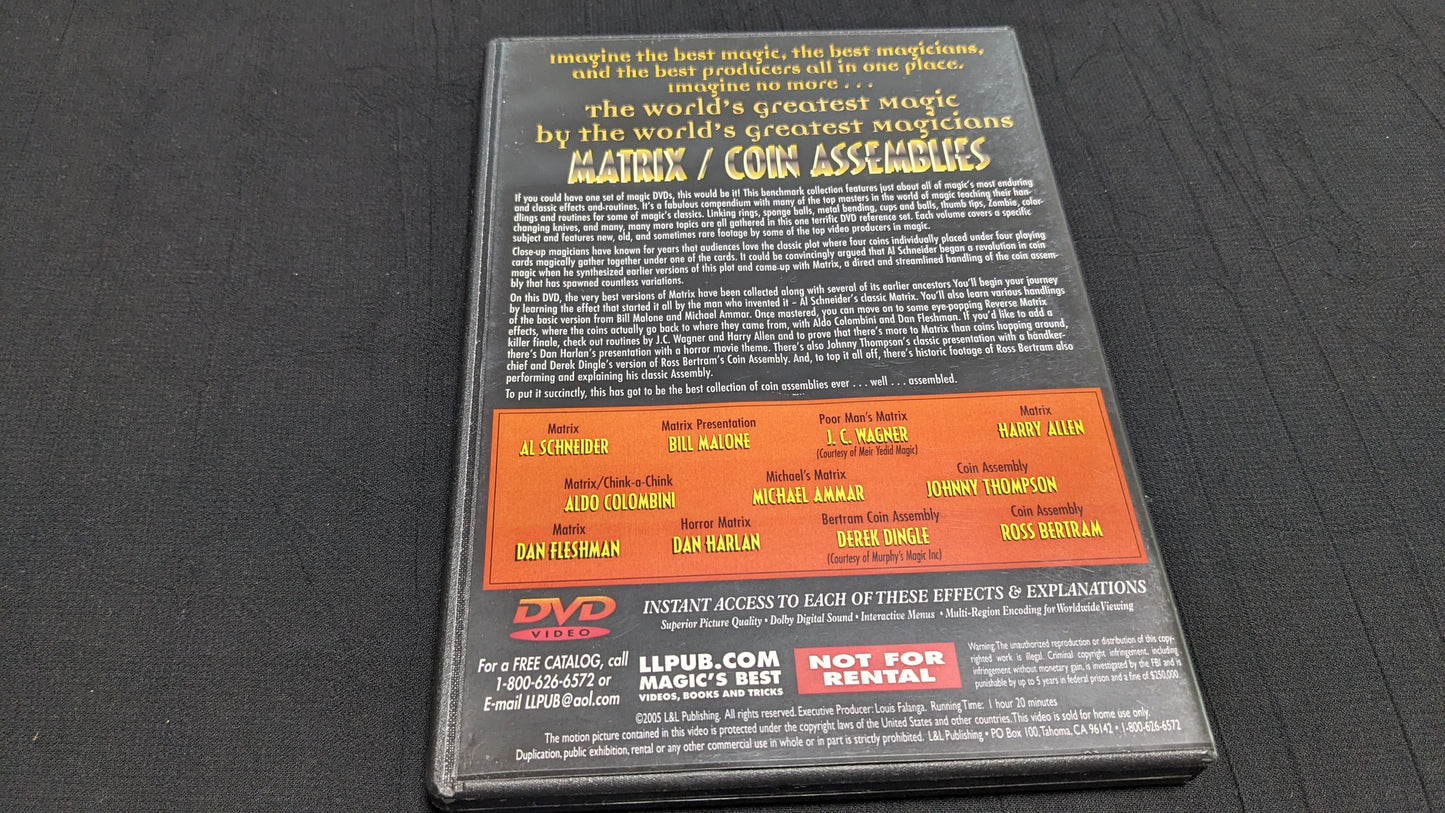 Imagine the best magic, the best magicians,
and the best producers all in one place.
Imagine no more . . .
The World's Greatest Magic
by the World's Greatest Magicians
MATRIX / COIN ASSEMBLIES
If you could have one set of magic DVDs, this would be it! This benchmark collection features just about all of magic's most enduring
and classic effects and routines. It's a fabulous compendium with many of the top masters in the world of magic teaching their han-
dlings and routines for some of magic's classics. Linking rings, sponge balls, metal bending, cups and balls, thumb tips, Zombie, color-
changing knives, and many, many more topics are all gathered in this one terrific DVD reference set. Each volume covers a specific
subject and features new, old, and sometimes rare footage by some of the top video producers in magic.
Close-up magicians have known for years that audiences love the classic plot where four coins individually placed under four playing
cards magically gather together under one of the cards. It could be convincingly argued that Al Schneider began a revolution in coin
magic when he synthesized earlier versions of this plot and came up with Matrix, a direct and streamlined handling of the coin assem-
bly that has spawned countless variations.
On this DVD, the very best versions of Matrix have been collected along with several of its earlier ancestors You'll begin your journey
by learning the effect that started it all by the man who invented it – Al Schneider's classic Matrix. You'll also learn various handlings
of the basic version from Bill Malone and Michael Ammar. Once mastered, you can move on to some eye-popping Reverse Matrix
effects, where the coins actually go back to where they came from, with Aldo Colombini and Dan Fleshman. If you'd like to add a
killer finale, check out routines by J.C. Wagner and Harry Allen and to prove that there's more to Matrix than coins hopping around,
there's Dan Harlan's presentation with a horror movie theme. There's also Johnny Thompson's classic presentation with a handker-
chief and Derek Dingle's version of Ross Bertram's Coin Assembly. And, to top it all off, there's historic footage of Ross Bertram also
performing and explaining his classic Assembly.
To put it succinctly, this has got to be the best collection of coin assemblies ever . . . well . . . assembled.
Matrix
AL SCHNEIDER
Matrix Presentation
BILL MALONE
Poor Man's Matrix
J. C. WAGNER
(Courtesy of Meir Yedid Magic)
Matrix
HARRY ALLEN
Matrix/Chink-a-Chink
ALDO COLOMBINI
Michael's Matrix
MICHAEL AMMAR
Coin Assembly
JOHNNY THOMPSON
Matrix
DAN FLESHMAN
Horror Matrix
DAN HARLAN
Bertram Coin Assembly
DEREK DINGLE
(Courtesy of Murphy's Magic Inc)
Coin Assembly
ROSS BERTRAM
DVD
VIDEO
INSTANT ACCESS TO EACH OF THESE EFFECTS & EXPLANATIONS
Superior Picture Quality • Dolby Digital Sound • Interactive Menus • Multi-Region Encoding for Worldwide Viewing
For a FREE CATALOG, call
1-800-626-6572 or
E-mail LLPUB@aol.com
LLPUB.COM
MAGIC'S BEST
VIDEOS, BOOKS AND TRICKS
NOT FOR
RENTAL
Warning: The unauthorized reproduction or distribution of this copy-
righted work is illegal. Criminal copyright infringement, including
infringement without monetary gain, is investigated by the FBI and is
punishable by up to 5 years in federal prison and a fine of $250,000.
©2005 L&L Publishing. All rights reserved. Executive Producer: Louis Falanga. Running Time: 1 hour 20 minutes
The motion picture contained in this video is protected under the copyright laws of the United States and other countries. This video is sold for home use only.
Duplication, public exhibition, rental or any other commercial use in whole or in part is strictly prohibited. L&L Publishing • PO Box 100, Tahoma, CA 96142 • 1-800-626-6572